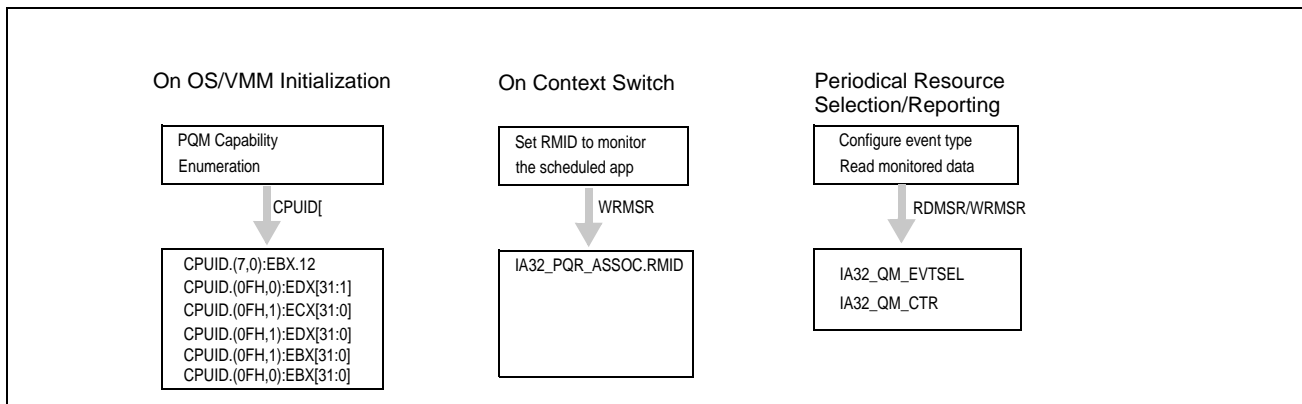 On OS/VMM Initialization
PQM Capability
Enumeration
CPUID[
CPUID.(7,0):EBX.12
CPUID.(0FH,0):EDX[31:1]
CPUID.(0FH,1):ECX[31:0]
CPUID.(0FH,1):EDX[31:0]
CPUID.(0FH,1):EBX[31:0]
CPUID.(0FH,0):EBX[31:0]
On Context Switch
Set RMID to monitor
the scheduled app
WRMSR
IA32_PQR_ASSOC.RMID
Periodical Resource
Selection/Reporting
Configure event type
Read monitored data
RDMSR/WRMSR
IA32_QM_EVTSEL
IA32_QM_CTR